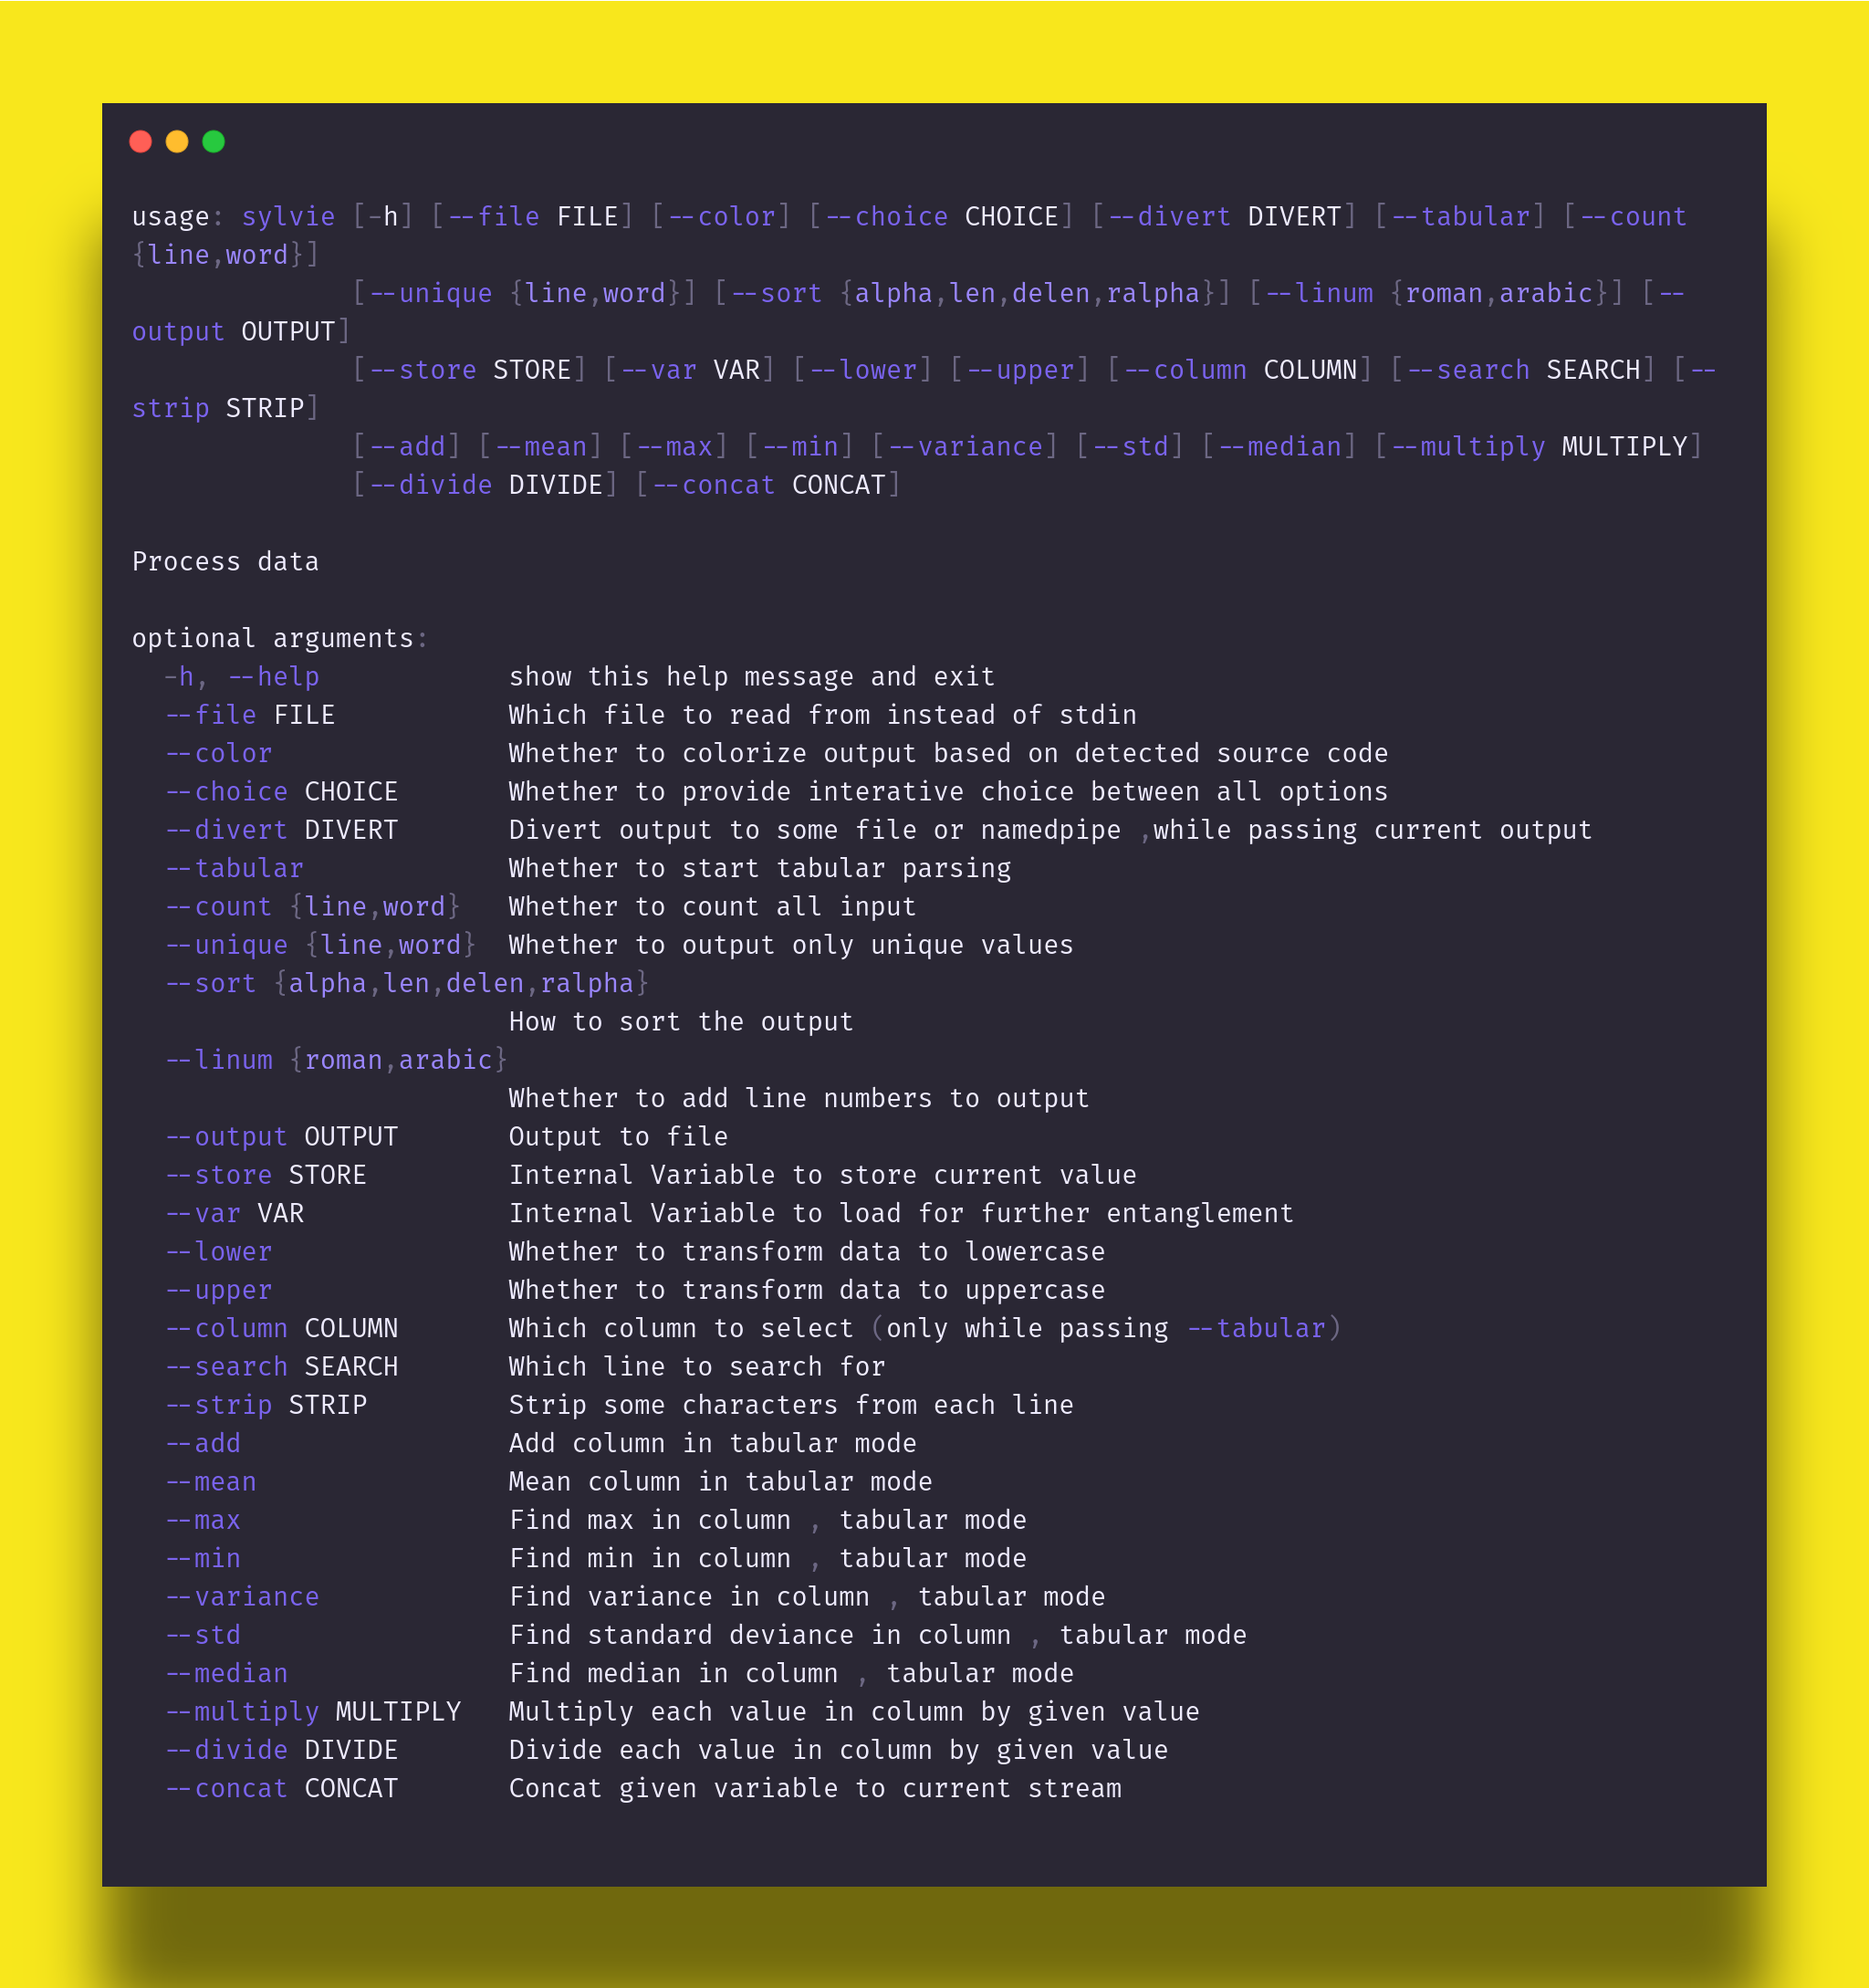 usage: sylvie [-h] [--file FILE] [--color] [--choice CHOICE] [--divert DIVERT] [--tabular] [--count
{line,word}]
[--unique {line,word}] [--sort {alpha,len,delen,ralpha}] [--linum {roman,arabic}] [--
output OUTPUT]
[--store STORE] [--var VAR] [--lower] [--upper] [--column COLUMN] [--search SEARCH] [--
strip STRIP]
[--add] [--mean] [--max] [--min] [--variance] [--std] [--median] [--multiply MULTIPLY]
[--divide DIVIDE] [--concat CONCAT]
Process data
optional arguments:
-h, --help show this help message and exit
--file FILE Which file to read from instead of stdin
--color Whether to colorize output based on detected source code
--choice CHOICE Whether to provide interative choice between all options
--divert DIVERT Divert output to some file or namedpipe ,while passing current output
--tabular Whether to start tabular parsing
--count {line,word} Whether to count all input
--unique {line,word} Whether to output only unique values
--sort {alpha,len,delen,ralpha}
How to sort the output
--linum {roman,arabic}
Whether to add line numbers to output
--output OUTPUT Output to file
--store STORE Internal Variable to store current value
--var VAR Internal Variable to load for further entanglement
--lower Whether to transform data to lowercase
--upper Whether to transform data to uppercase
--column COLUMN Which column to select (only while passing --tabular)
--search SEARCH Which line to search for
--strip STRIP Strip some characters from each line
--add Add column in tabular mode
--mean Mean column in tabular mode
--max Find max in column , tabular mode
--min Find min in column , tabular mode
--variance Find variance in column , tabular mode
--std Find standard deviance in column , tabular mode
--median Find median in column , tabular mode
--multiply MULTIPLY Multiply each value in column by given value
--divide DIVIDE Divide each value in column by given value
--concat CONCAT Concat given variable to current stream